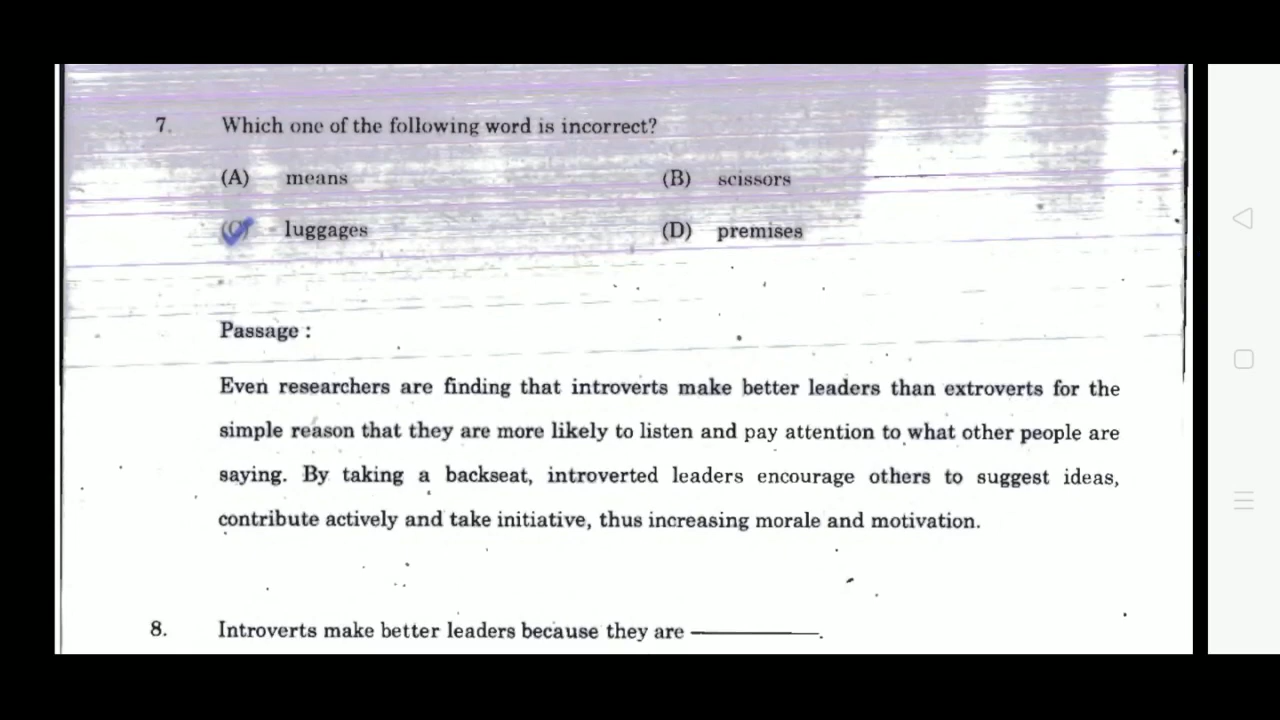 7. Which one of the following word is incorrect?
(A) means (B) scissors
(C) luggages (D) premises
Passage :
Even researchers are finding that introverts make better leaders than extroverts for the
simple reason that they are more likely to listen and pay attention to what other people are
saying. By taking a backseat, introverted leaders encourage others to suggest ideas,
contribute actively and take initiative, thus increasing morale and motivation.
8. Introverts make better leaders because they are ————.